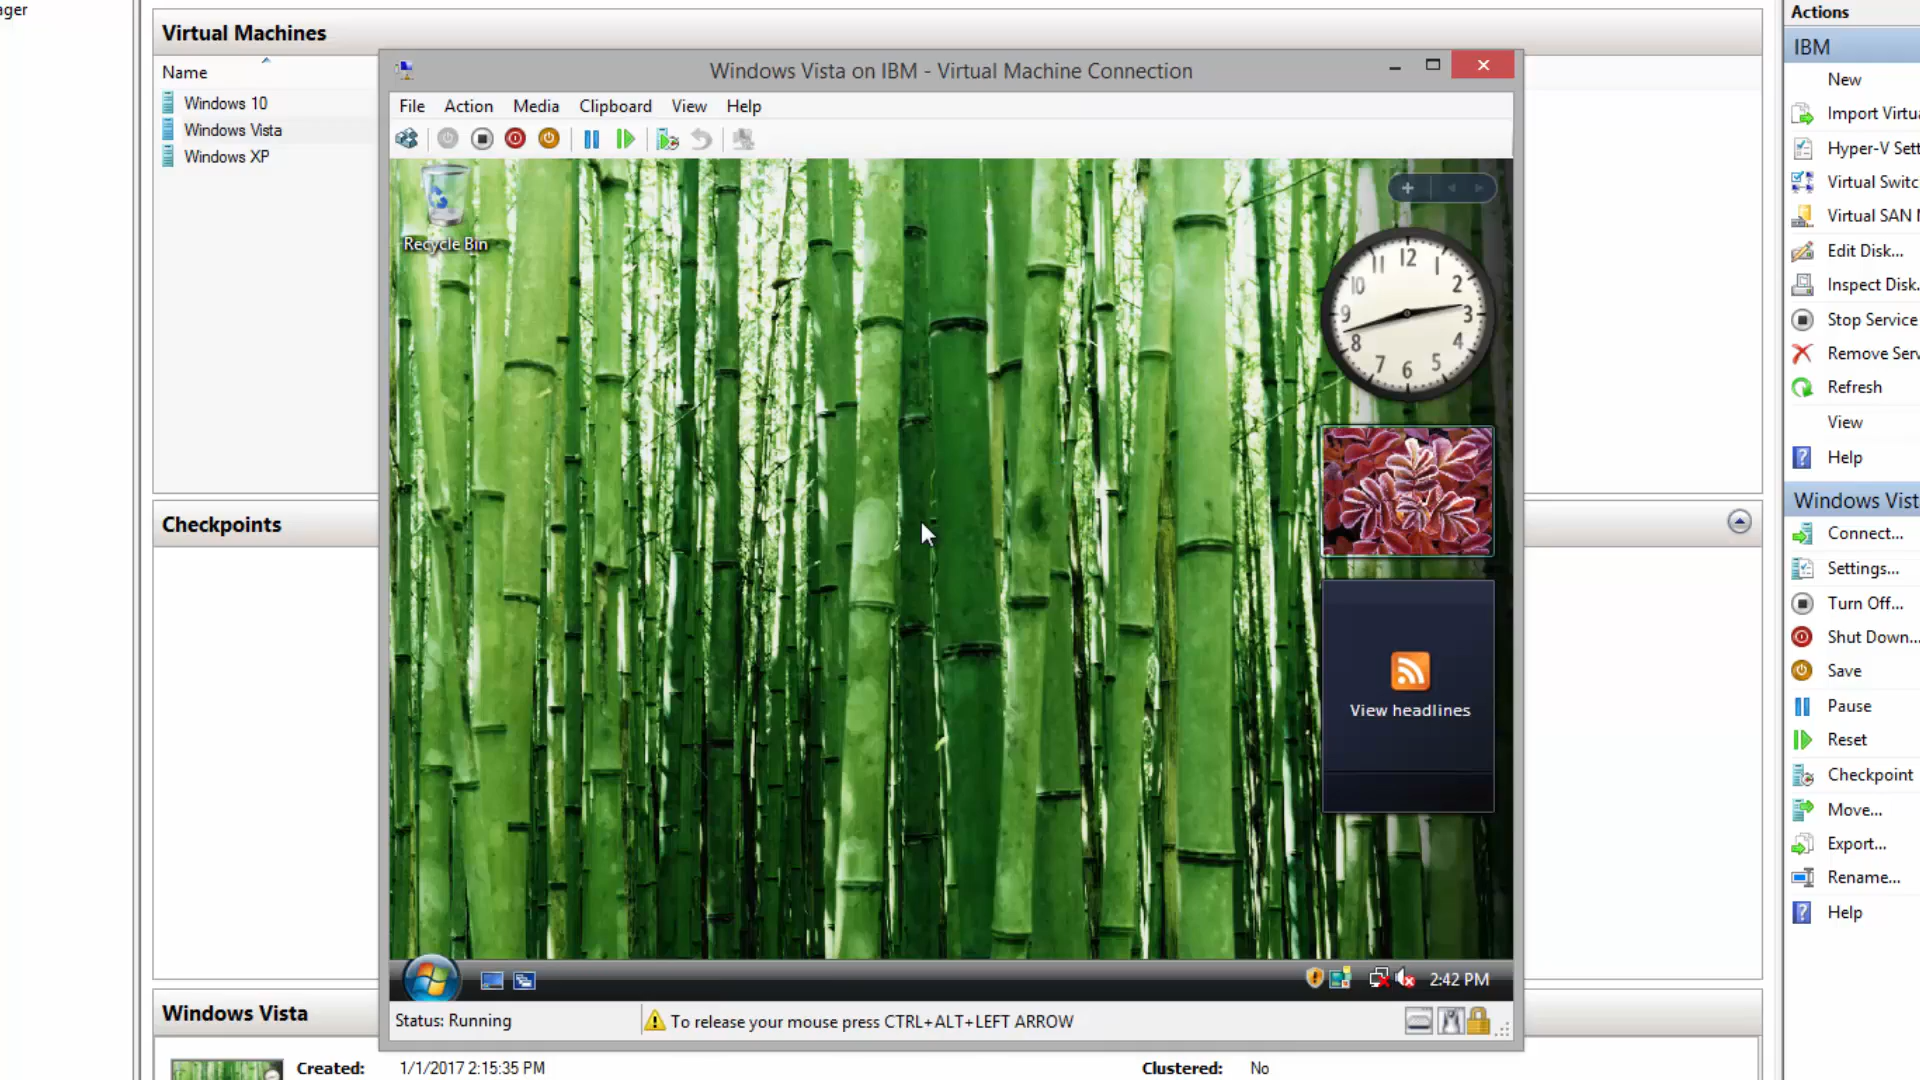 ager
Virtual Machines
Name
Windows 10
Windows Vista
Windows XP
Windows Vista on IBM - Virtual Machine Connection
File Action Media Clipboard View Help
Recycle Bin
12
1
2
3
4
5
6
7
8
9
10
11
View headlines
2:42 PM
Status: Running
To release your mouse press CTRL+ALT+LEFT ARROW
Checkpoints
Windows Vista
Created: 1/1/2017 2:15:35 PM
Clustered: No
Actions
IBM
New
Import Virtua
Hyper-V Sett
Virtual Switc
Virtual SAN
Edit Disk...
Inspect Disk.
Stop Service
Remove Serv
Refresh
View
Help
Windows Vist
Connect...
Settings...
Turn Off...
Shut Down...
Save
Pause
Reset
Checkpoint
Move...
Export...
Rename...
Help